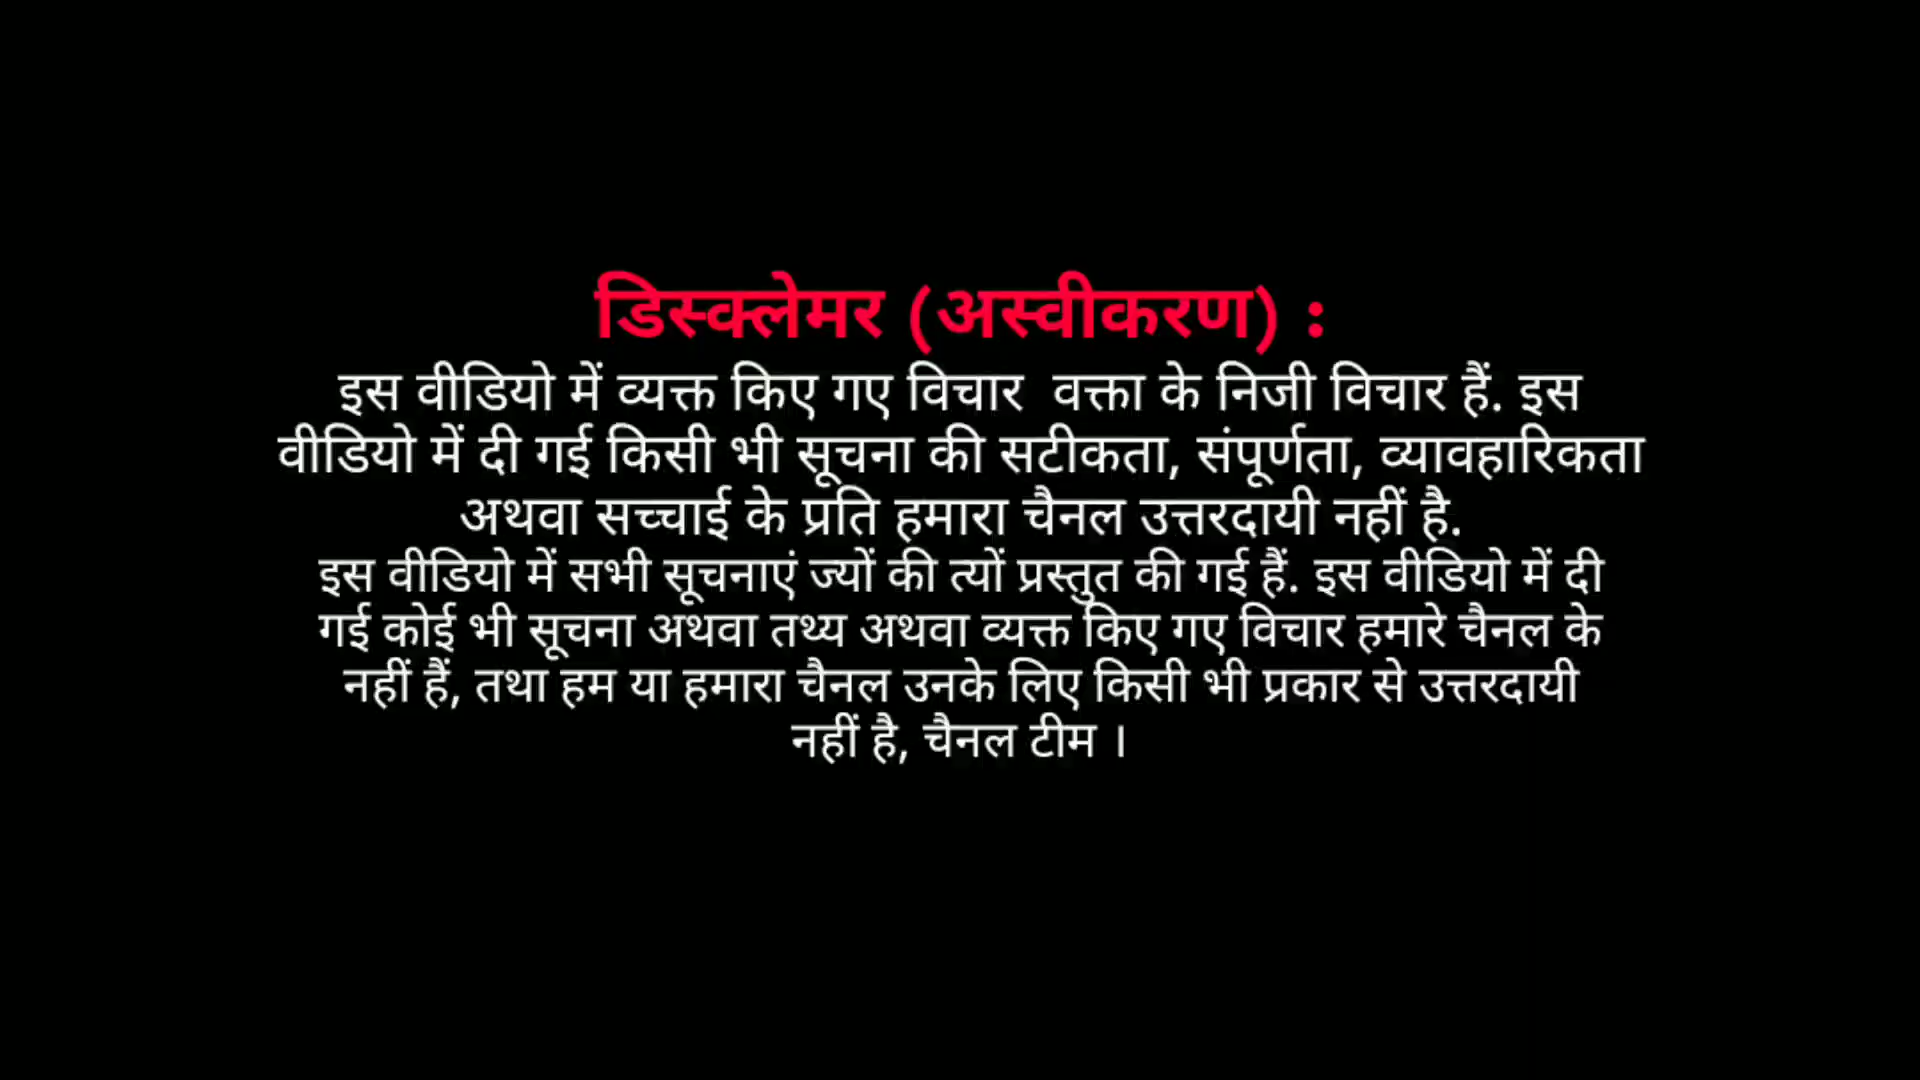 डिस्क्लेमर (अस्वीकरण) :
इस वीडियो में व्यक्त किए गए विचार  वक्ता के निजी विचार हैं. इस
वीडियो में दी गई किसी भी सूचना की सटीकता, संपूर्णता, व्यावहारिकता
अथवा सच्चाई के प्रति हमारा चैनल उत्तरदायी नहीं है.
इस वीडियो में सभी सूचनाएं ज्यों की त्यों प्रस्तुत की गई हैं. इस वीडियो में दी
गई कोई भी सूचना अथवा तथ्य अथवा व्यक्त किए गए विचार हमारे चैनल के
नहीं हैं, तथा हम या हमारा चैनल उनके लिए किसी भी प्रकार से उत्तरदायी
नहीं है, चैनल टीम ।